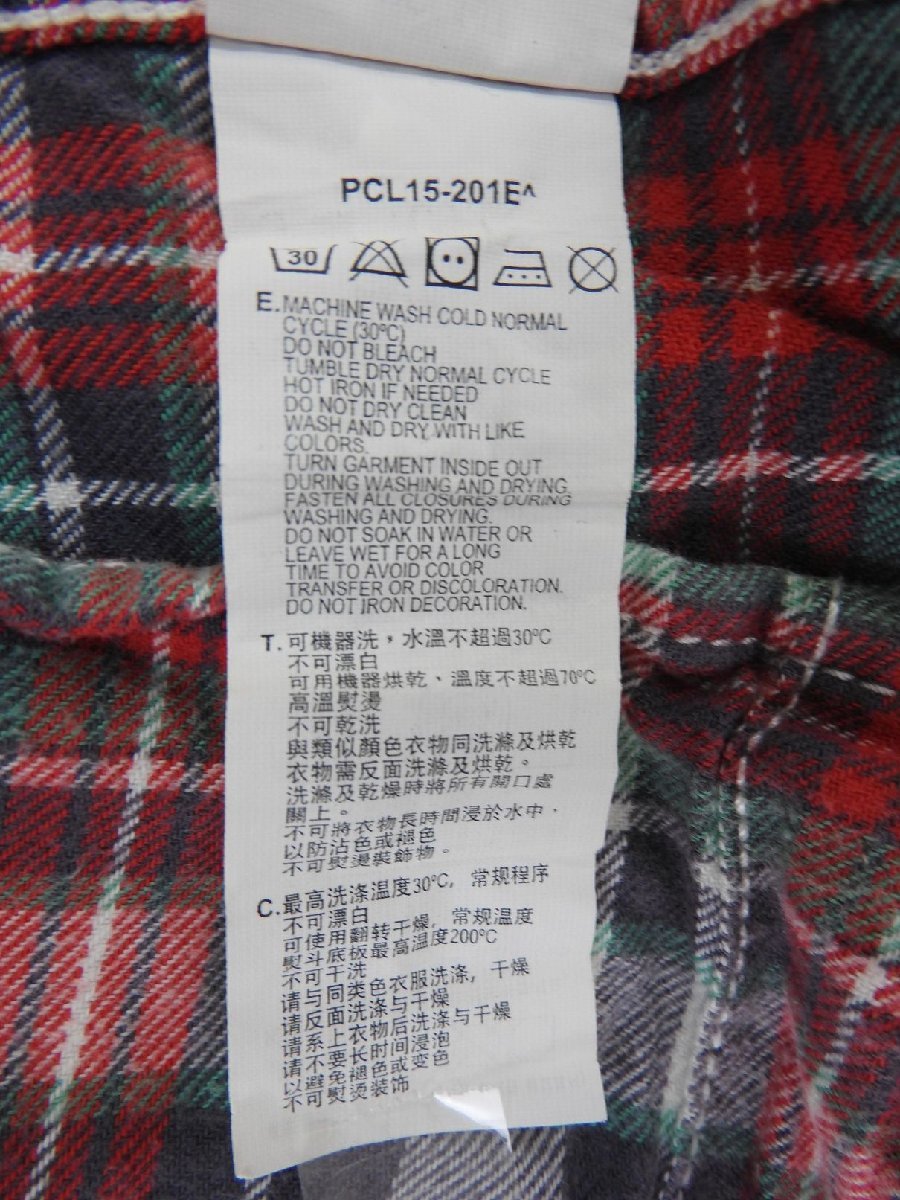 PCL15-201E^
30
E. MACHINE WASH COLD NORMAL
CYCLE (30ºC)
DO NOT BLEACH
TUMBLE DRY NORMAL CYCLE
HOT IRON IF NEEDED
DO NOT DRY CLEAN
WASH AND DRY WITH LIKE
COLORS.
TURN GARMENT INSIDE OUT
DURING WASHING AND DRYING.
FASTEN ALL CLOSURES DURING
WASHING AND DRYING.
DO NOT SOAK IN WATER OR
LEAVE WET FOR A LONG
TIME TO AVOID COLOR
TRANSFER OR DISCOLORATION.
DO NOT IRON DECORATION.
T. 可機器洗，水溫不超過30ºC
不可漂白
可用機器烘乾、溫度不超過70ºC
高溫熨燙
不可乾洗
與類似顏色衣物同洗滌及烘乾
衣物需反面洗滌及烘乾。
洗滌及乾燥時將所有開口處
關上。
不可將衣物長時間浸於水中．
以防沾色或褪色
不可熨燙裝飾物。
C. 最高洗涤温度30ºC, 常规程序
不可漂白
可使用翻转干燥, 常规温度
熨斗底板最高温度200ºC
不可干洗
请与同类色衣服洗涤, 干燥
请反面洗涤与干燥
请系上衣物后洗涤与干燥
请不要长时间浸泡
以避免褪色或变色
不可熨烫装饰